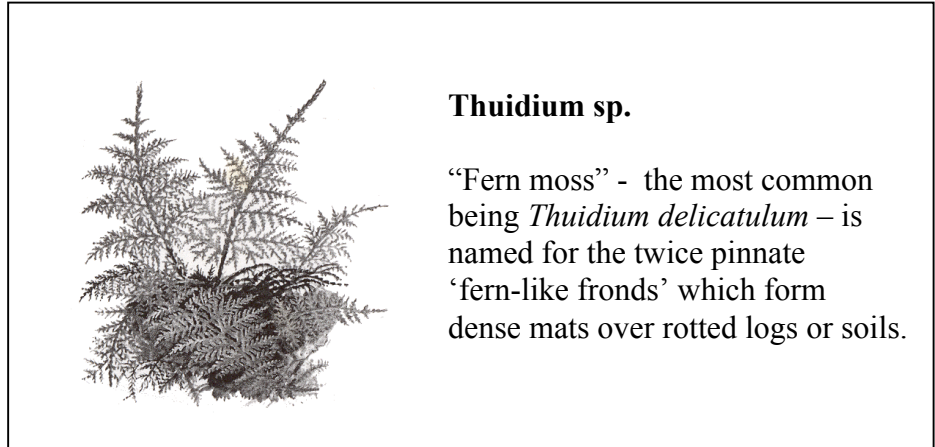 Thuidium sp.
“Fern moss” -  the most common
being Thuidium delicatulum – is
named for the twice pinnate
‘fern-like fronds’ which form
dense mats over rotted logs or soils.